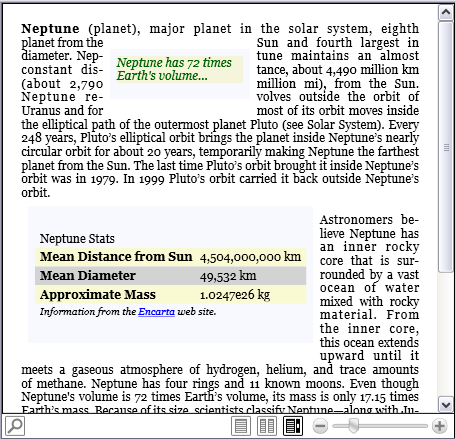 Neptune (planet), major planet in the solar system, eighth
planet from the Sun and fourth largest in
diameter. Nep- tune maintains an almost
constant dis- tance, about 4,490 million km
(about 2,790 million mi), from the Sun.
Neptune re- volves outside the orbit of
Uranus and for most of its orbit moves inside
Neptune has 72 times
Earth's volume...
the elliptical path of the outermost planet Pluto (see Solar System). Every
248 years, Pluto's elliptical orbit brings the planet inside Neptune's nearly
circular orbit for about 20 years, temporarily making Neptune the farthest
planet from the Sun. The last time Pluto's orbit brought it inside Neptune's
orbit was in 1979. In 1999 Pluto's orbit carried it back outside Neptune's
orbit.
Neptune Stats
Mean Distance from Sun 4,504,000,000 km
Mean Diameter 49,532 km
Approximate Mass 1.0247e26 kg
Information from the Encarta web site.
Astronomers be-
lieve Neptune has
an inner rocky
core that is sur-
rounded by a vast
ocean of water
mixed with rocky
material. From
the inner core,
this ocean extends
upward until it
meets a gaseous atmosphere of hydrogen, helium, and trace amounts
of methane. Neptune has four rings and 11 known moons. Even though
Neptune's volume is 72 times Earth's volume, its mass is only 17.15 times
Earth's mass. Because of its size, scientists classify Neptune—along with Ju-